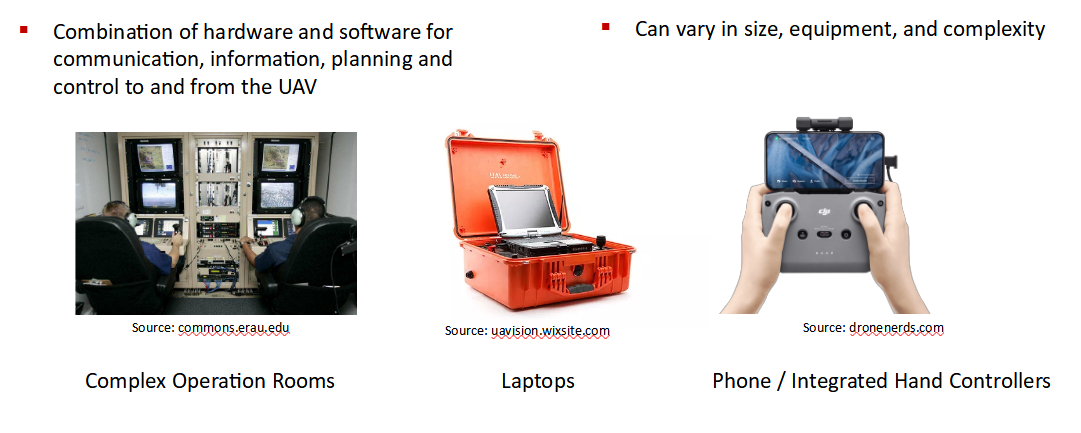 Combination of hardware and software for
communication, information, planning and
control to and from the UAV
Can vary in size, equipment, and complexity
dji
Source: commons.erau.edu
Source: uavision.wixsite.com
Source: dronenerds.com
Complex Operation Rooms
Laptops
Phone / Integrated Hand Controllers